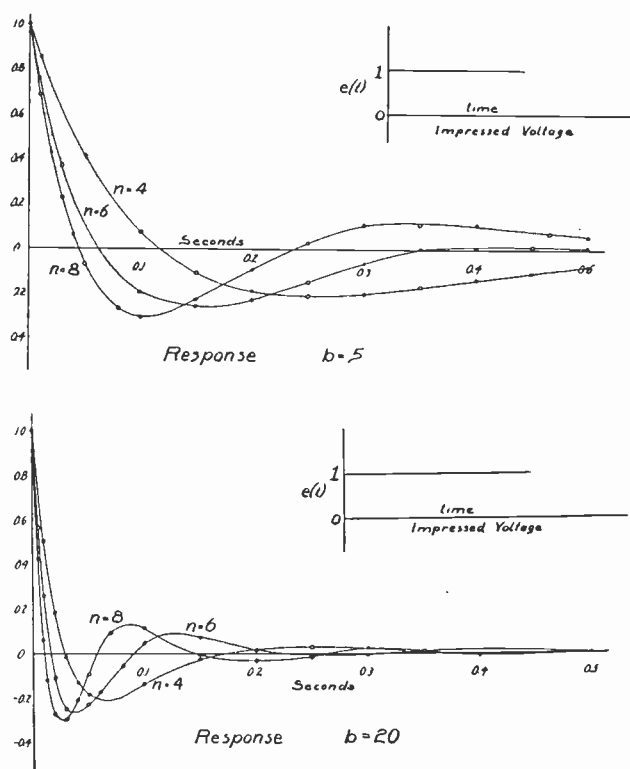 1.0
0.8
0.6
0.4
0.2
0
0.2
0.4
e(t)
1
0
time
Impressed Voltage
n=4
n=6
n=8
Seconds
0.1
0.2
0.3
0.4
0.6
Response b=5
1.0
0.8
0.6
0.4
0.2
0
-0.2
-0.4
e(t)
1
0
time
Impressed Voltage
n=8
n=6
n=4
0.1
0.2
0.3
0.4
0.5
Seconds
Response b=20